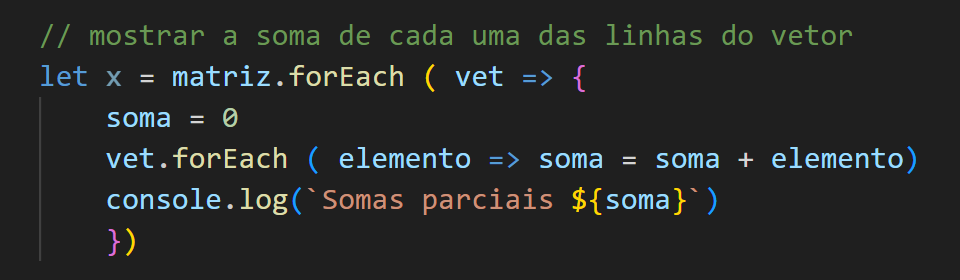 // mostrar a soma de cada uma das linhas do vetor
let x = matriz.forEach ( vet => {
soma = 0
vet.forEach ( elemento => soma = soma + elemento)
console.log(`Somas parciais ${soma}`)
})